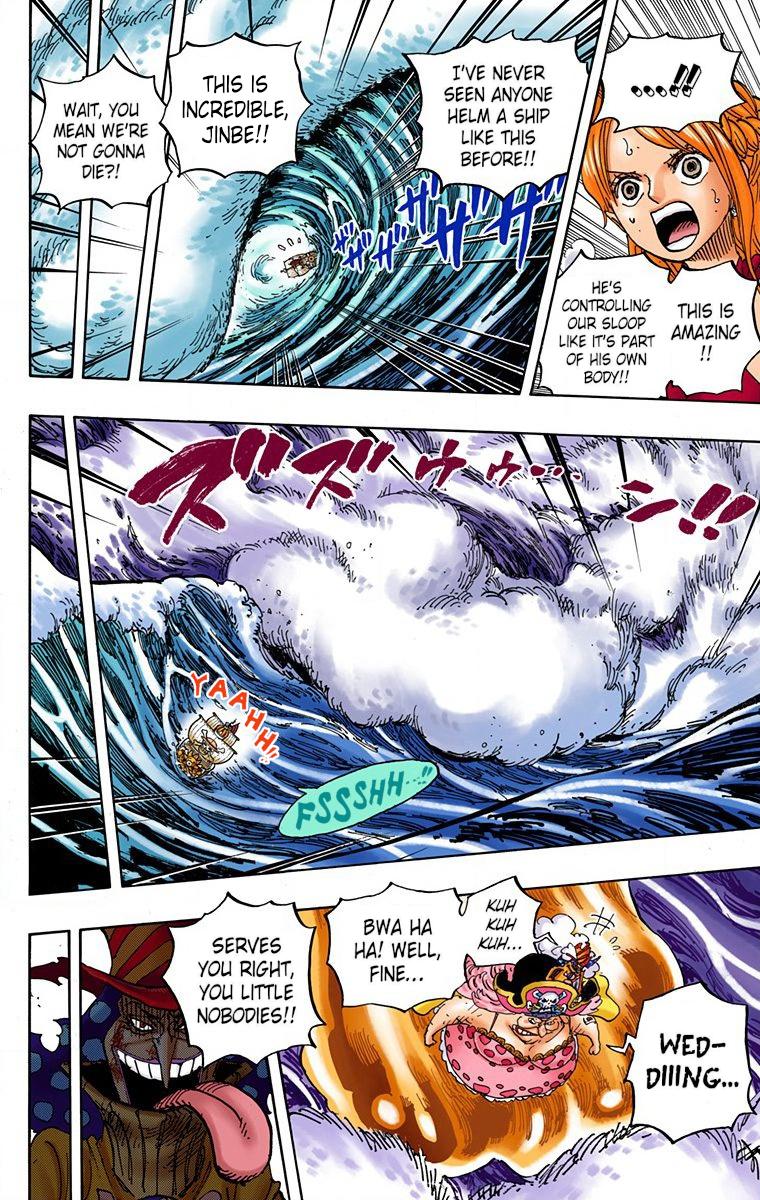 ...!!
THIS IS
AMAZING
!!
HE'S
CONTROLLING
OUR SLOOP
LIKE IT'S PART
OF HIS OWN
BODY!!
I'VE NEVER
SEEN ANYONE
HELM A SHIP
LIKE THIS
BEFORE!!
THIS IS
INCREDIBLE,
JINBE!!
WAIT, YOU
MEAN WE'RE
NOT GONNA
DIE?!
ザザザ
ザザザ
ズズゥゥ…ン!!
YAAHH!!
FSSSHH...!!
KUH
KUH
KUH...
WED-
DIIING...
BWA HA
HA! WELL,
FINE...
SERVES
YOU RIGHT,
YOU LITTLE
NOBODIES!!